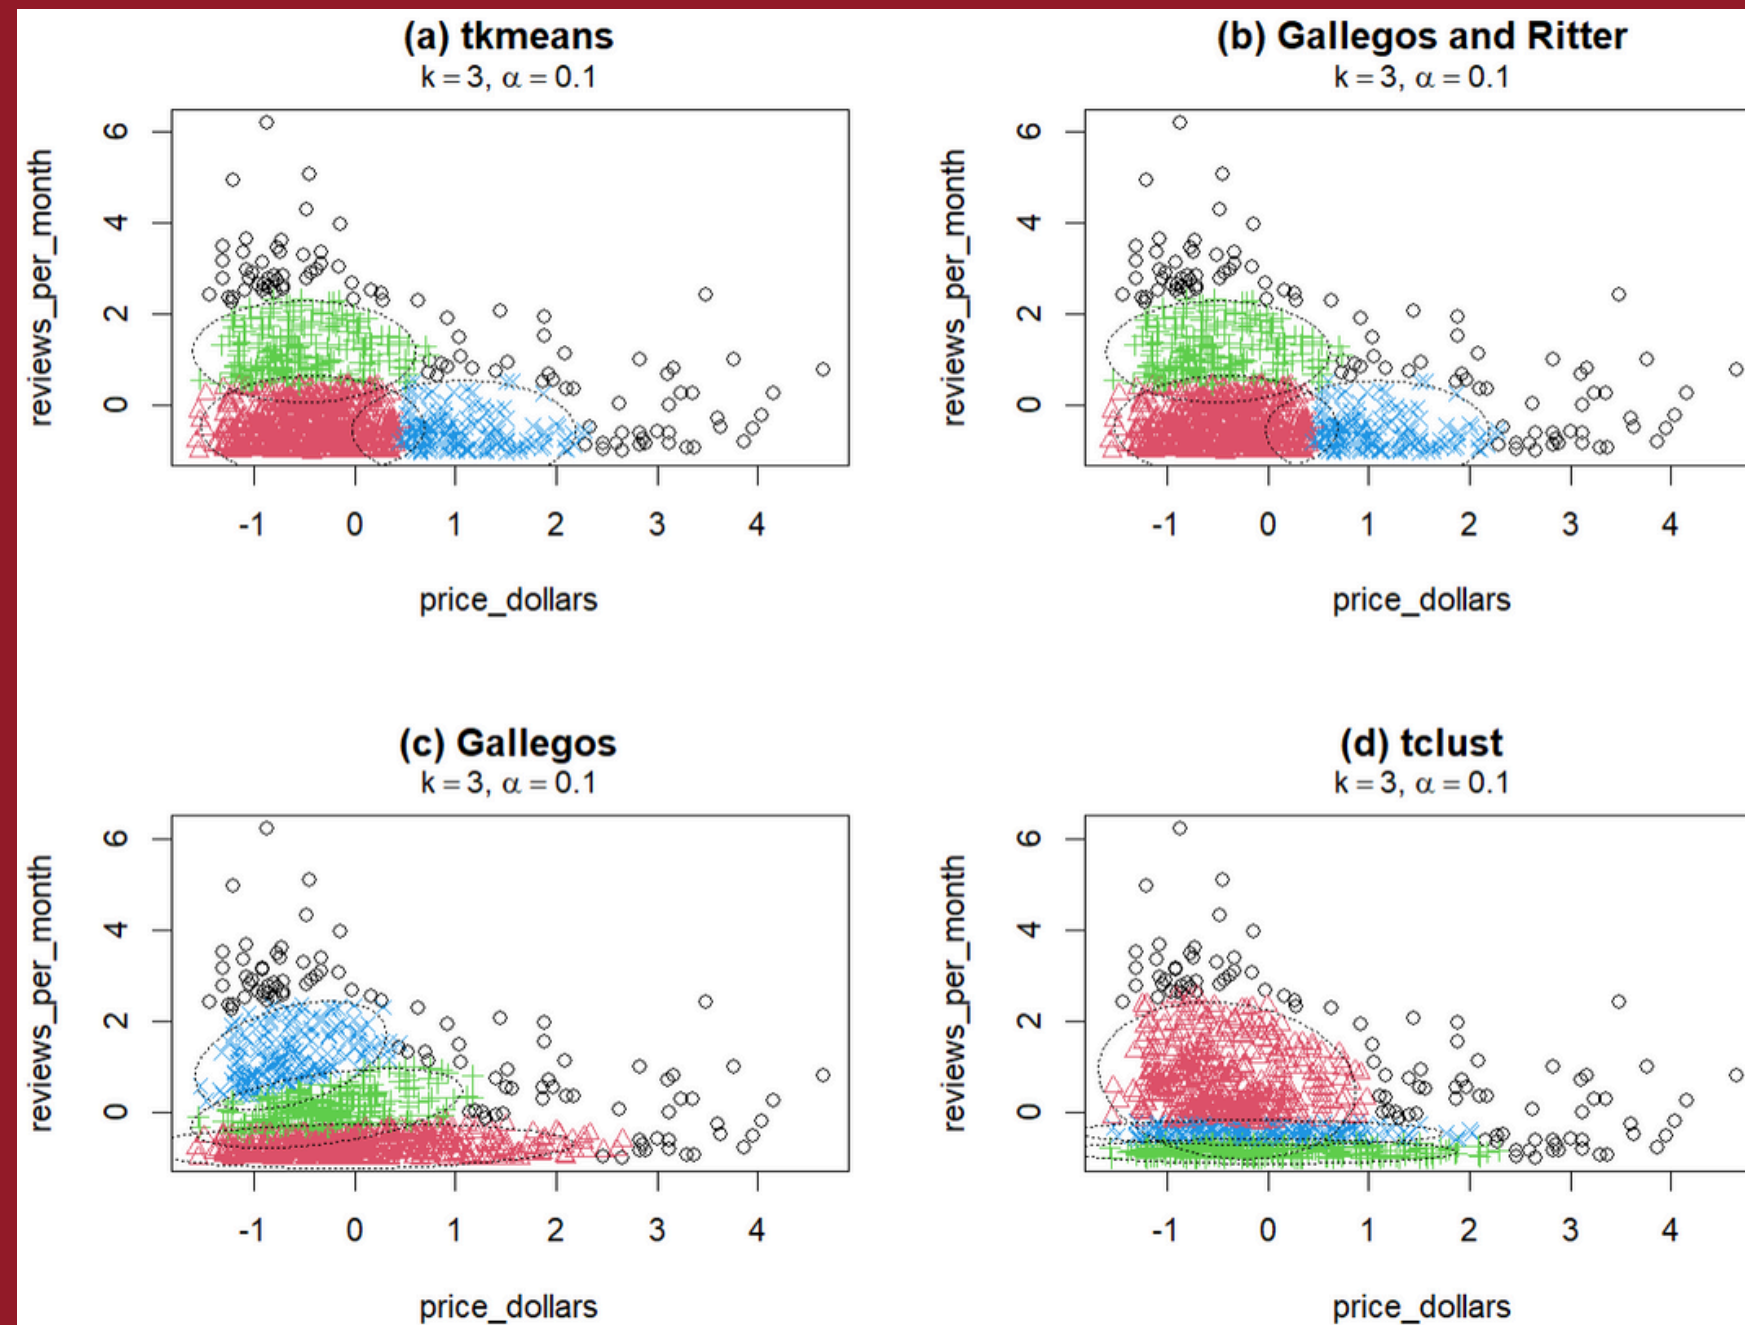 (a) tkmeans
k = 3, α = 0.1
reviews_per_month
6
4
2
0
-1 0 1 2 3 4
price_dollars
(b) Gallegos and Ritter
k = 3, α = 0.1
reviews_per_month
6
4
2
0
-1 0 1 2 3 4
price_dollars
(c) Gallegos
k = 3, α = 0.1
reviews_per_month
6
4
2
0
-1 0 1 2 3 4
price_dollars
(d) tclust
k = 3, α = 0.1
reviews_per_month
6
4
2
0
-1 0 1 2 3 4
price_dollars